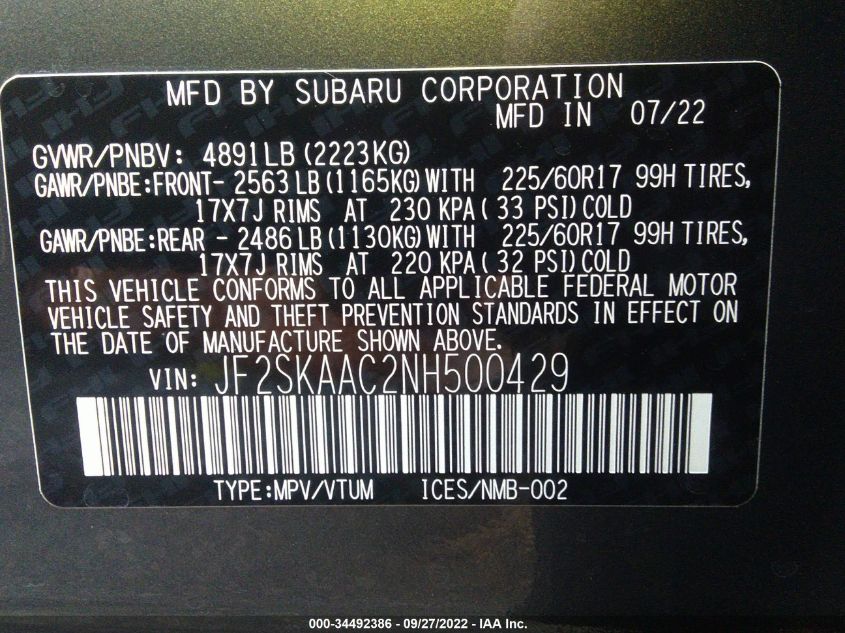 MFD BY SUBARU CORPORATION
MFD IN 07/22
GVWR/PNBV: 4891LB(2223KG)
GAWR/PNBE:FRONT- 2563LB(1165KG)WITH 225/60R17 99H TIRES,
17X7J RIMS AT 230 KPA( 33 PSI)COLD
GAWR/PNBE:REAR - 2486LB(1130KG)WITH 225/60R17 99H TIRES,
17X7J RIMS AT 220 KPA( 32 PSI)COLD
THIS VEHICLE CONFORMS TO ALL APPLICABLE FEDERAL MOTOR
VEHICLE SAFETY AND THEFT PREVENTION STANDARDS IN EFFECT ON
THE DATE OF MANUFACTURE SHOWN ABOVE.
VIN: JF2SKAAC2NH500429
TYPE:MPV/VTUM ICES/NMB-002
000-34492386 - 09/27/2022 - IAA Inc.